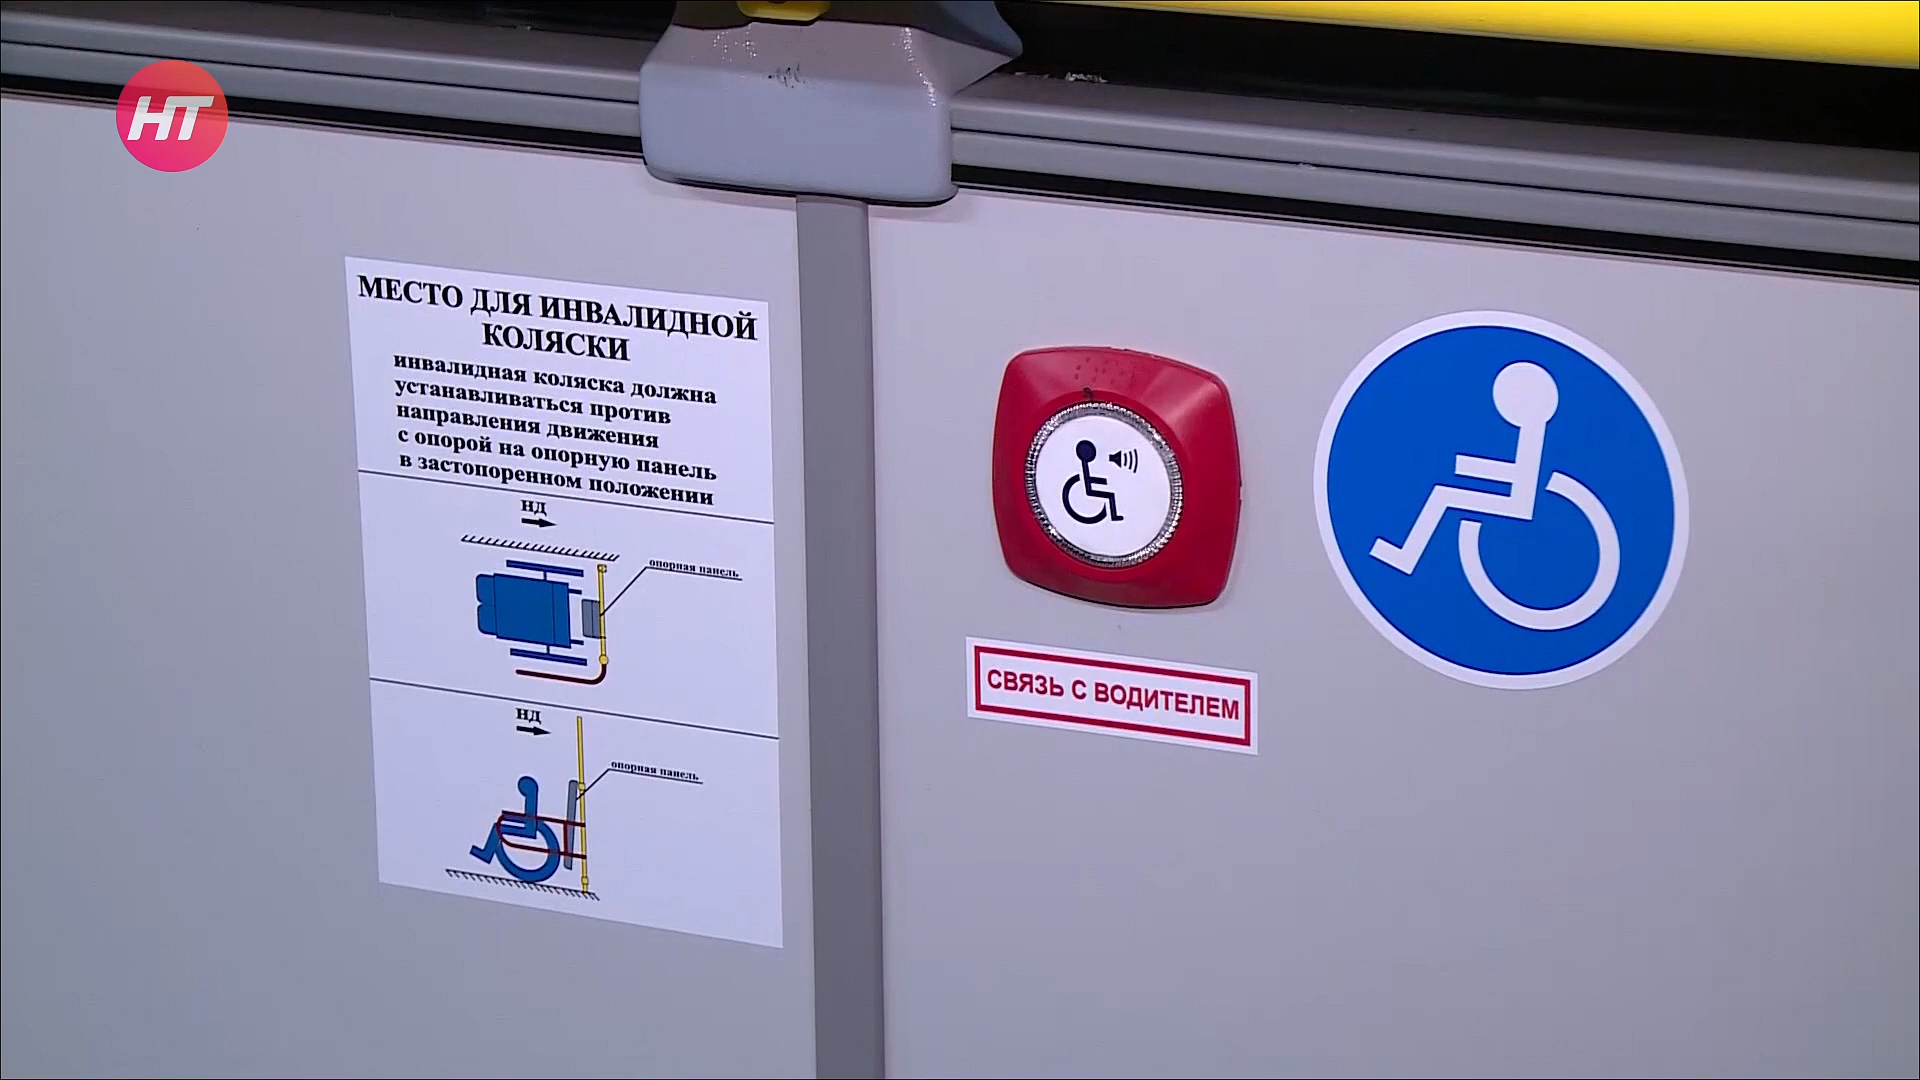 НТ
МЕСТО ДЛЯ ИНВАЛИДНОЙ
КОЛЯСКИ
инвалидная коляска должна
устанавливаться против
направления движения
с опорой на опорную панель
в застопоренном положении
НД
опорная панель
НД
опорная панель
СВЯЗЬ С ВОДИТЕЛЕМ